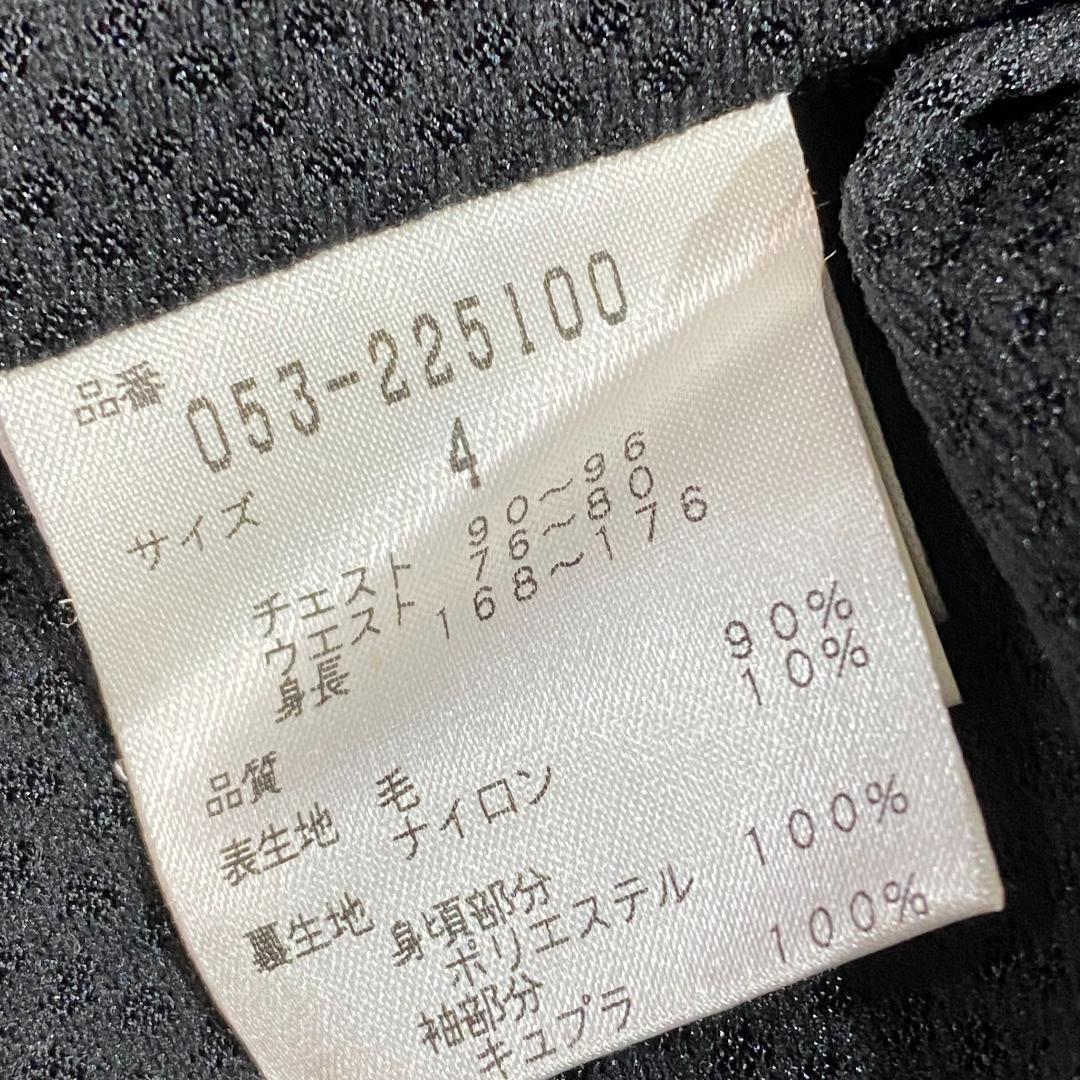 品番 053-225100
サイズ 4
チエスト 90～96
ウエスト 76～80
身長 168～176
品質
表生地 毛 90%
ナイロン 10%
裏生地 身頃部分
ポリエステル 100%
袖部分
キュプラ 100%